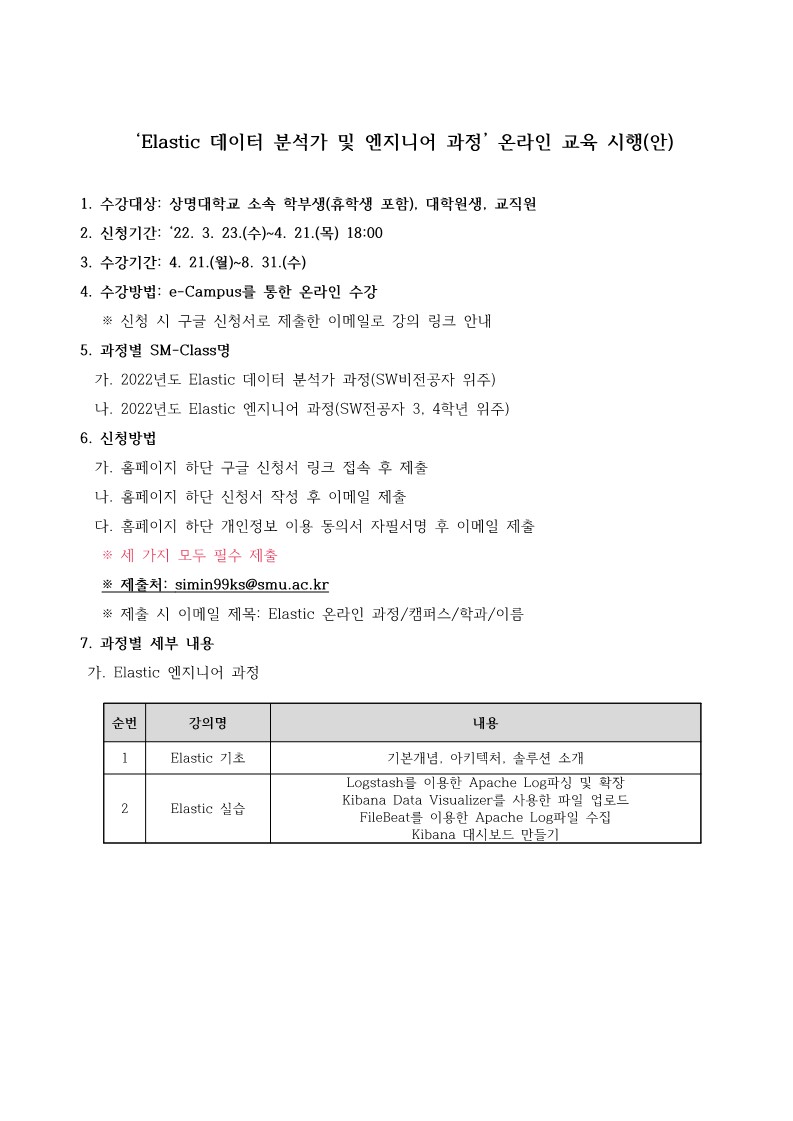 ‘Elastic 데이터 분석가 및 엔지니어 과정’ 온라인 교육 시행(안)
1. 수강대상: 상명대학교 소속 학부생(휴학생 포함), 대학원생, 교직원
2. 신청기간: ‘22. 3. 23.(수)~4. 21.(목) 18:00
3. 수강기간: 4. 21.(월)~8. 31.(수)
4. 수강방법: e-Campus를 통한 온라인 수강
※ 신청 시 구글 신청서로 제출한 이메일로 강의 링크 안내
5. 과정별 SM-Class명
가. 2022년도 Elastic 데이터 분석가 과정(SW비전공자 위주)
나. 2022년도 Elastic 엔지니어 과정(SW전공자 3, 4학년 위주)
6. 신청방법
가. 홈페이지 하단 구글 신청서 링크 접속 후 제출
나. 홈페이지 하단 신청서 작성 후 이메일 제출
다. 홈페이지 하단 개인정보 이용 동의서 자필서명 후 이메일 제출
※ 세 가지 모두 필수 제출
※ 제출처: simin99ks@smu.ac.kr
※ 제출 시 이메일 제목: Elastic 온라인 과정/캠퍼스/학과/이름
7. 과정별 세부 내용
가. Elastic 엔지니어 과정
순번 강의명 내용
1 Elastic 기초 기본개념, 아키텍처, 솔루션 소개
2 Elastic 실습 Logstash를 이용한 Apache Log파싱 및 확장
Kibana Data Visualizer를 사용한 파일 업로드
FileBeat를 이용한 Apache Log파일 수집
Kibana 대시보드 만들기